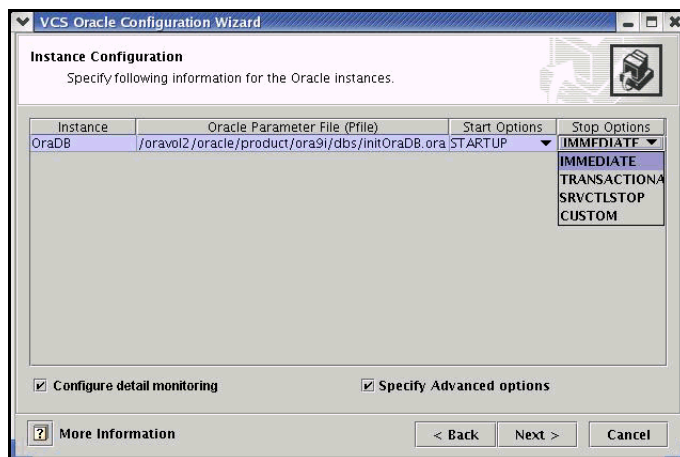 VCS Oracle Configuration Wizard
Instance Configuration
Specify following information for the Oracle instances.
Instance Oracle Parameter File (Pfile) Start Options Stop Options
OraDB /oravol2/oracle/product/ora9i/dbs/initOraDB.ora STARTUP IMMEDIATE
IMMEDIATE
TRANSACTIONA
SRVCTLSTOP
CUSTOM
Configure detail monitoring Specify Advanced options
? More Information < Back Next > Cancel